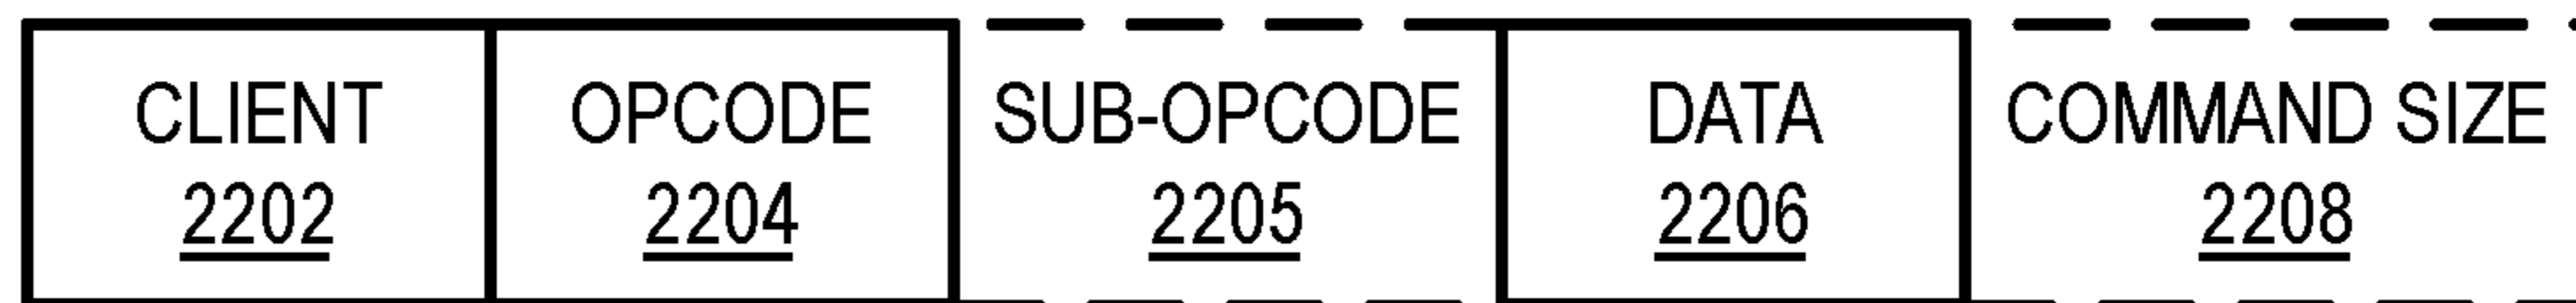 CLIENT
2202
OPCODE
2204
SUB-OPCODE
2205
DATA
2206
COMMAND SIZE
2208